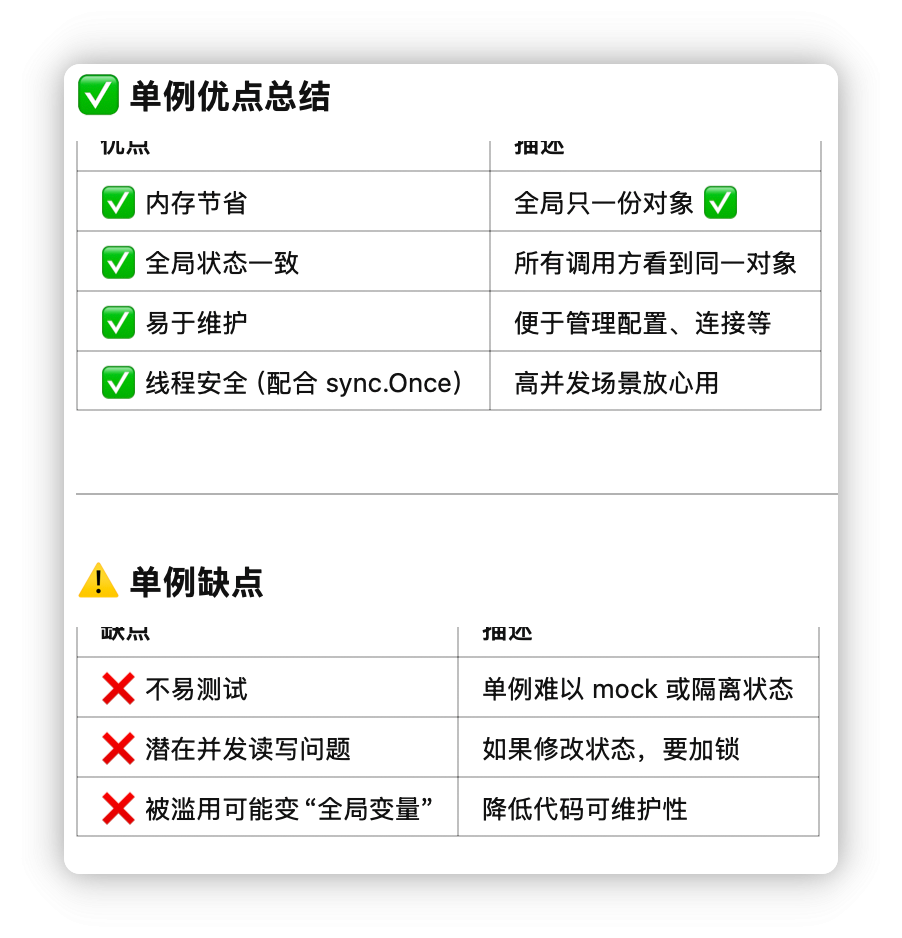 ✅ 单例优点总结
优点 描述
✅ 内存节省 全局只一份对象 ✅
✅ 全局状态一致 所有调用方看到同一对象
✅ 易于维护 便于管理配置、连接等
✅ 线程安全（配合 sync.Once） 高并发场景放心用
⚠️ 单例缺点
缺点 描述
❌ 不易测试 单例难以 mock 或隔离状态
❌ 潜在并发读写问题 如果修改状态，要加锁
❌ 被滥用可能变“全局变量” 降低代码可维护性